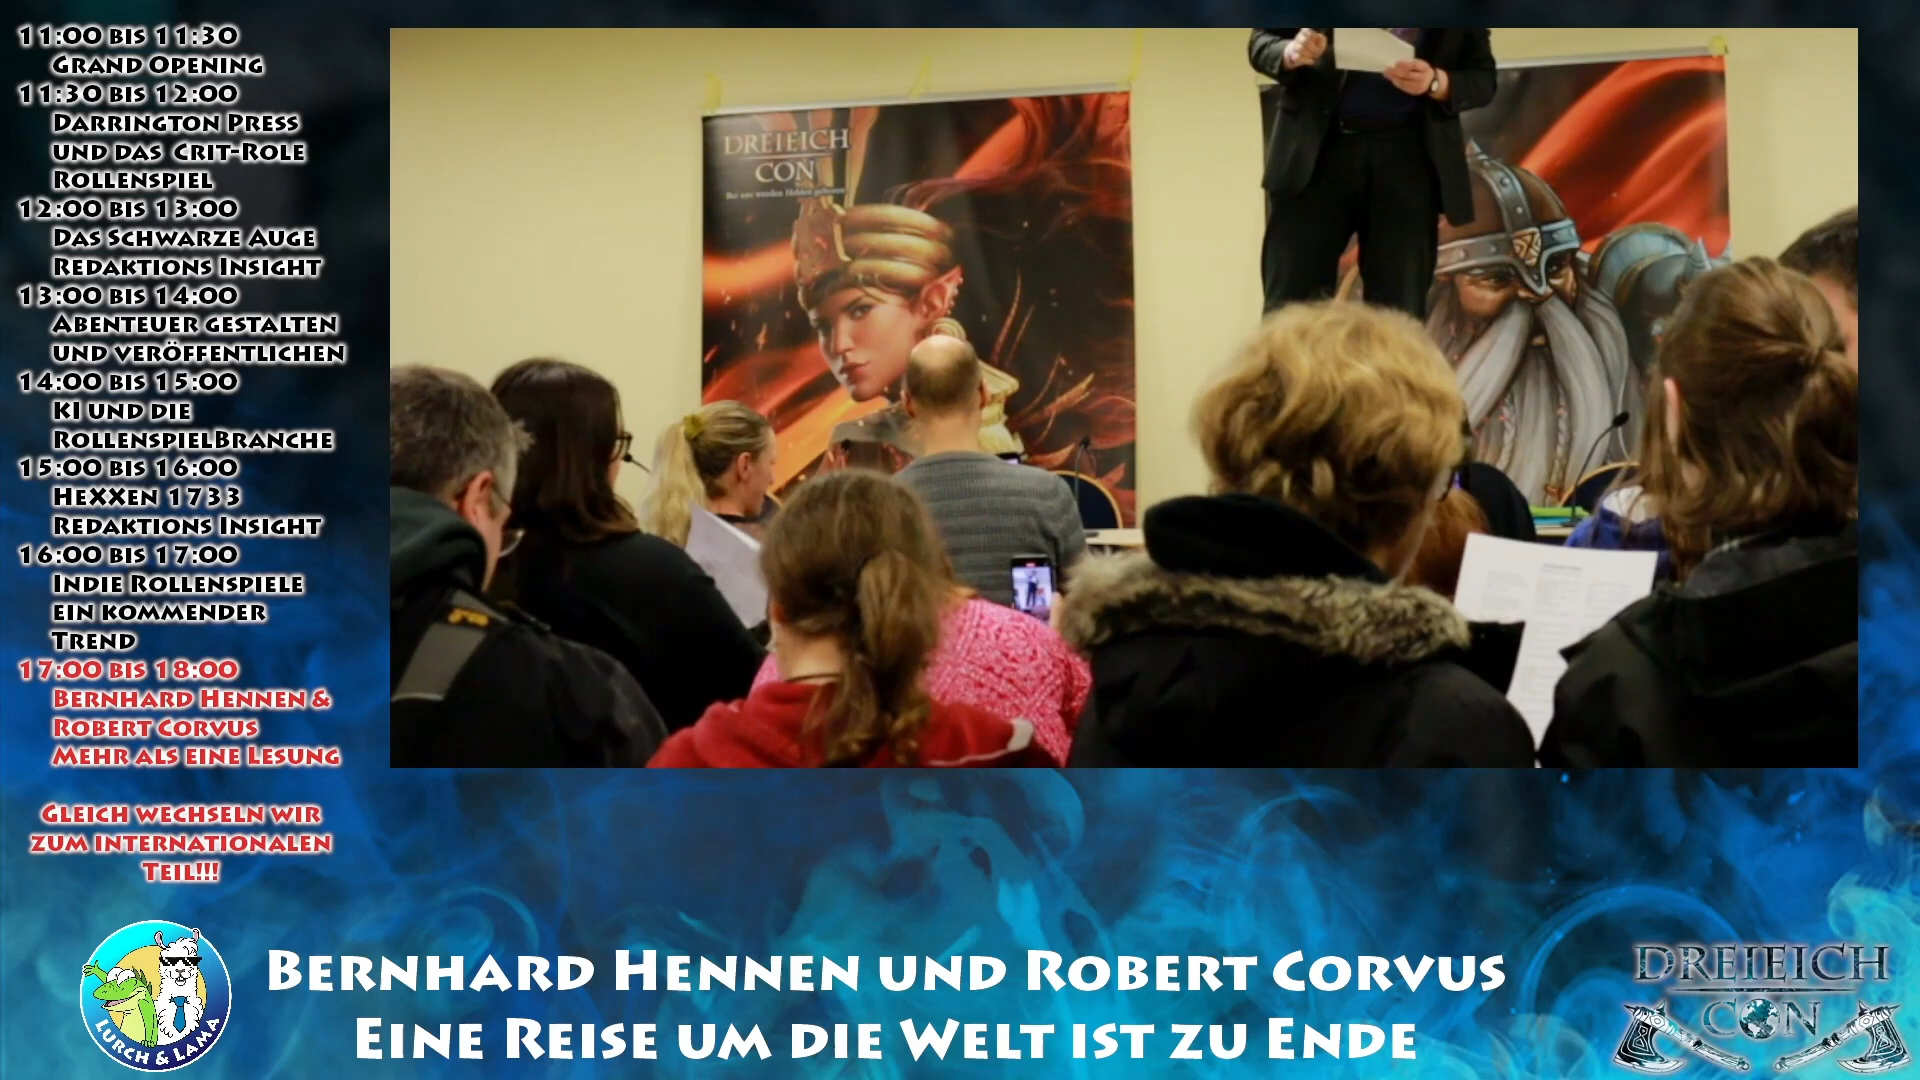 11:00 bis 11:30
Grand Opening
11:30 bis 12:00
Darrington Press
und das Crit-Role
Rollenspiel
12:00 bis 13:00
Das Schwarze Auge
Redaktions Insight
13:00 bis 14:00
Abenteuer gestalten
und veröffentlichen
14:00 bis 15:00
KI und die
RollenspielBranche
15:00 bis 16:00
HeXXen 1733
Redaktions Insight
16:00 bis 17:00
Indie Rollenspiele
ein kommender
Trend
17:00 bis 18:00
Bernhard Hennen &
Robert Corvus
Mehr als eine Lesung
Gleich wechseln wir
zum internationalen
Teil!!!
DREIEICH
CON
Bei uns werden Helden geboren
LURCH & LAMA
Bernhard Hennen und Robert Corvus
Eine Reise um die Welt ist zu Ende
DREIEICH
CON